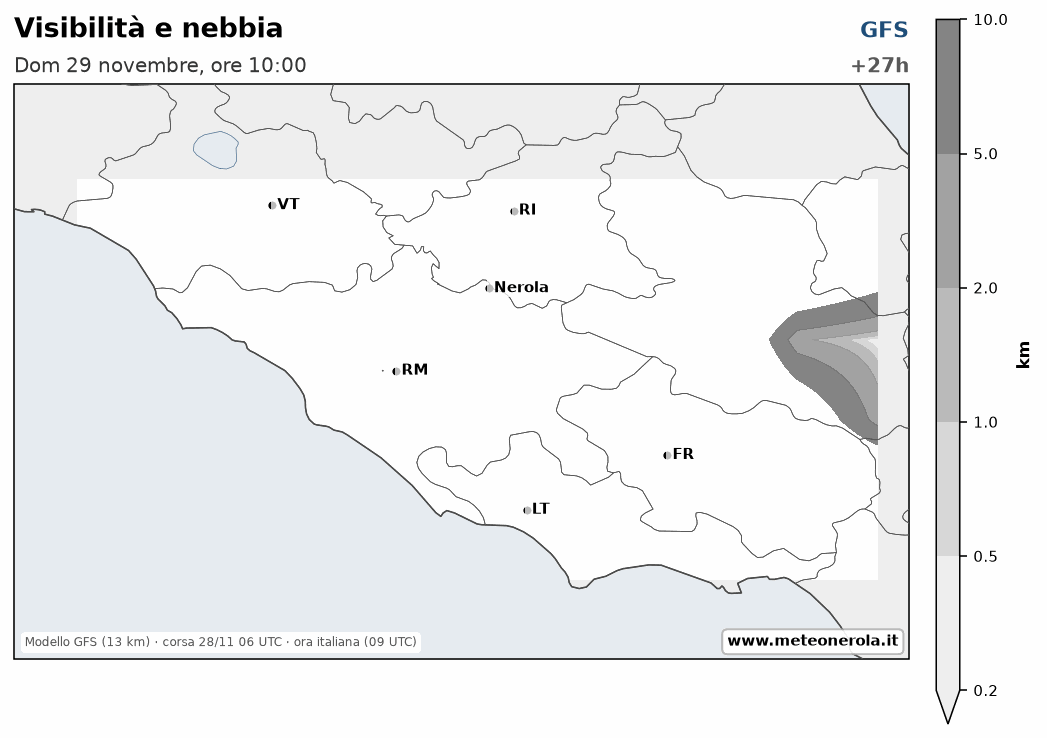 Visibilità e nebbia
GFS
Dom 29 novembre, ore 10:00
+27h
10.0
5.0
2.0
1.0
0.5
0.2
km
VT
RI
Nerola
RM
FR
LT
Modello GFS (13 km) · corsa 28/11 06 UTC · ora italiana (09 UTC)
www.meteonerola.it